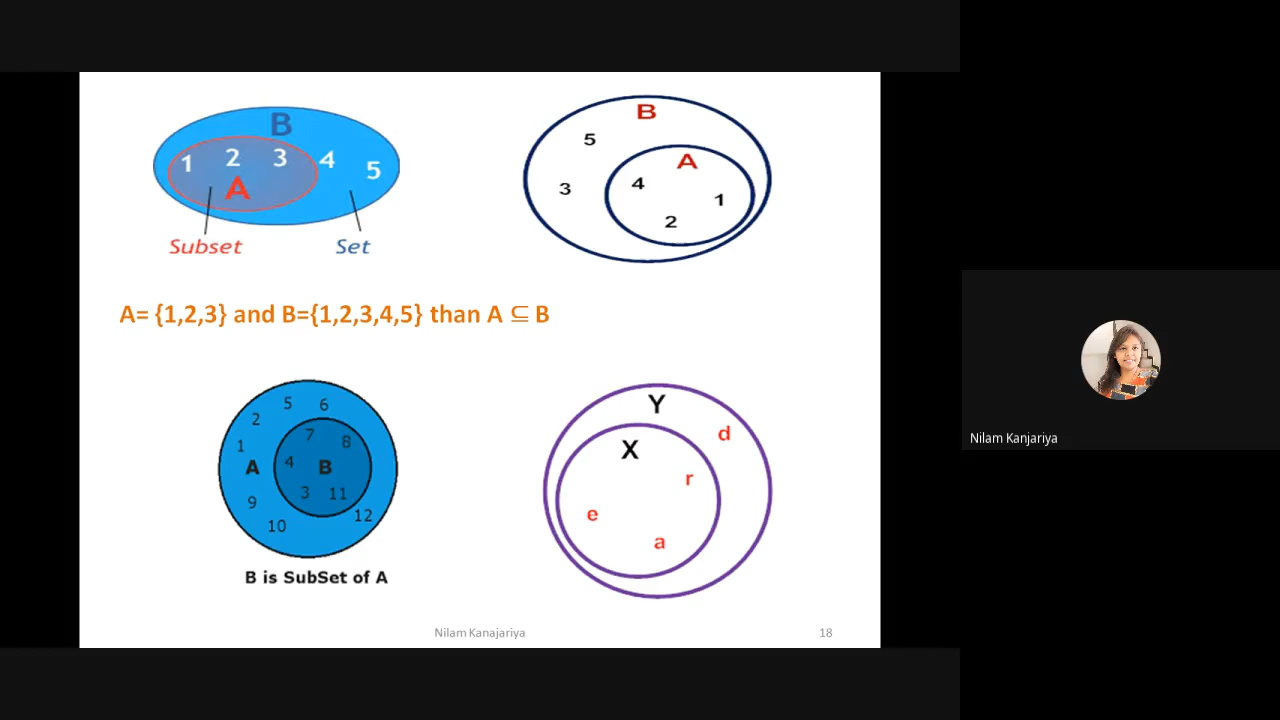 B
1 2 3 4 5
A
Subset Set
B
5
A
3 4 1
2
A= {1,2,3} and B={1,2,3,4,5} than A ⊆ B
5 6
2
7 8
1
4
A B
3 11
9
10 12
B is SubSet of A
Y
d
X
r
e
a
Nilam Kanajariya 18
Nilam Kanjariya